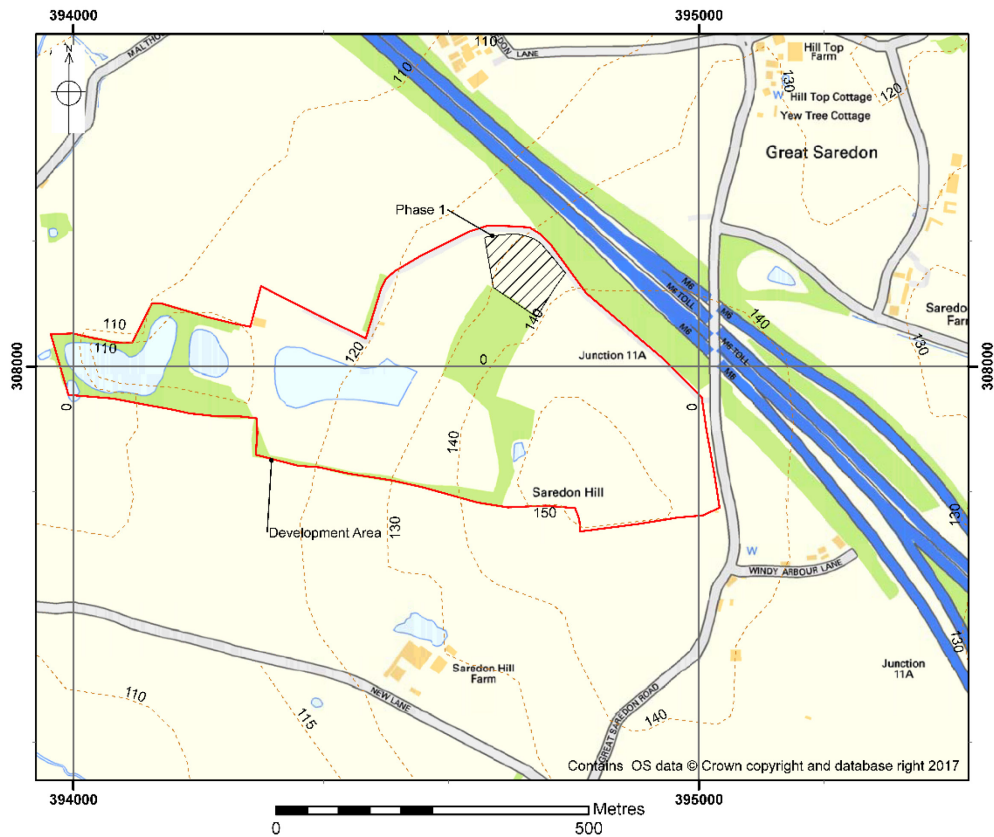 394000
395000
N
MALTHO
110
DON LANE
Hill Top
Farm
110
130
120
W
Hill Top Cottage
Yew Tree Cottage
Great Saredon
Phase 1
M6
M6 TOLL
M6
M6
140
Saredo
Far
110
140
M6 TOLL
130
110
120
0
Junction 11A
308000
308000
M6
0
0
140
Saredon Hill
150
130
Development Area
130
W
WINDY ARBOUR LANE
130
Saredon Hill
Farm
Junction
11A
110
NEW LANE
115
GREAT SAREDON ROAD
140
Contains OS data © Crown copyright and database right 2017
394000
395000
Metres
0
500